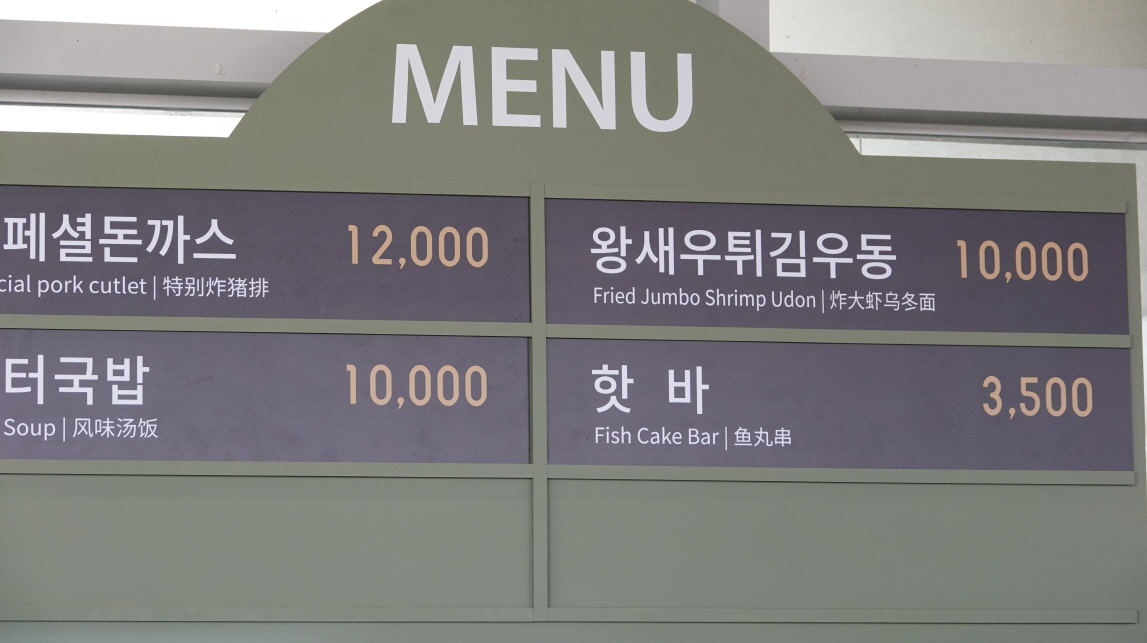 MENU
페셜돈까스 12,000
cial pork cutlet | 特别炸猪排
터국밥 10,000
Soup | 风味汤饭
왕새우튀김우동 10,000
Fried Jumbo Shrimp Udon | 炸大虾乌冬面
핫 바 3,500
Fish Cake Bar | 鱼丸串